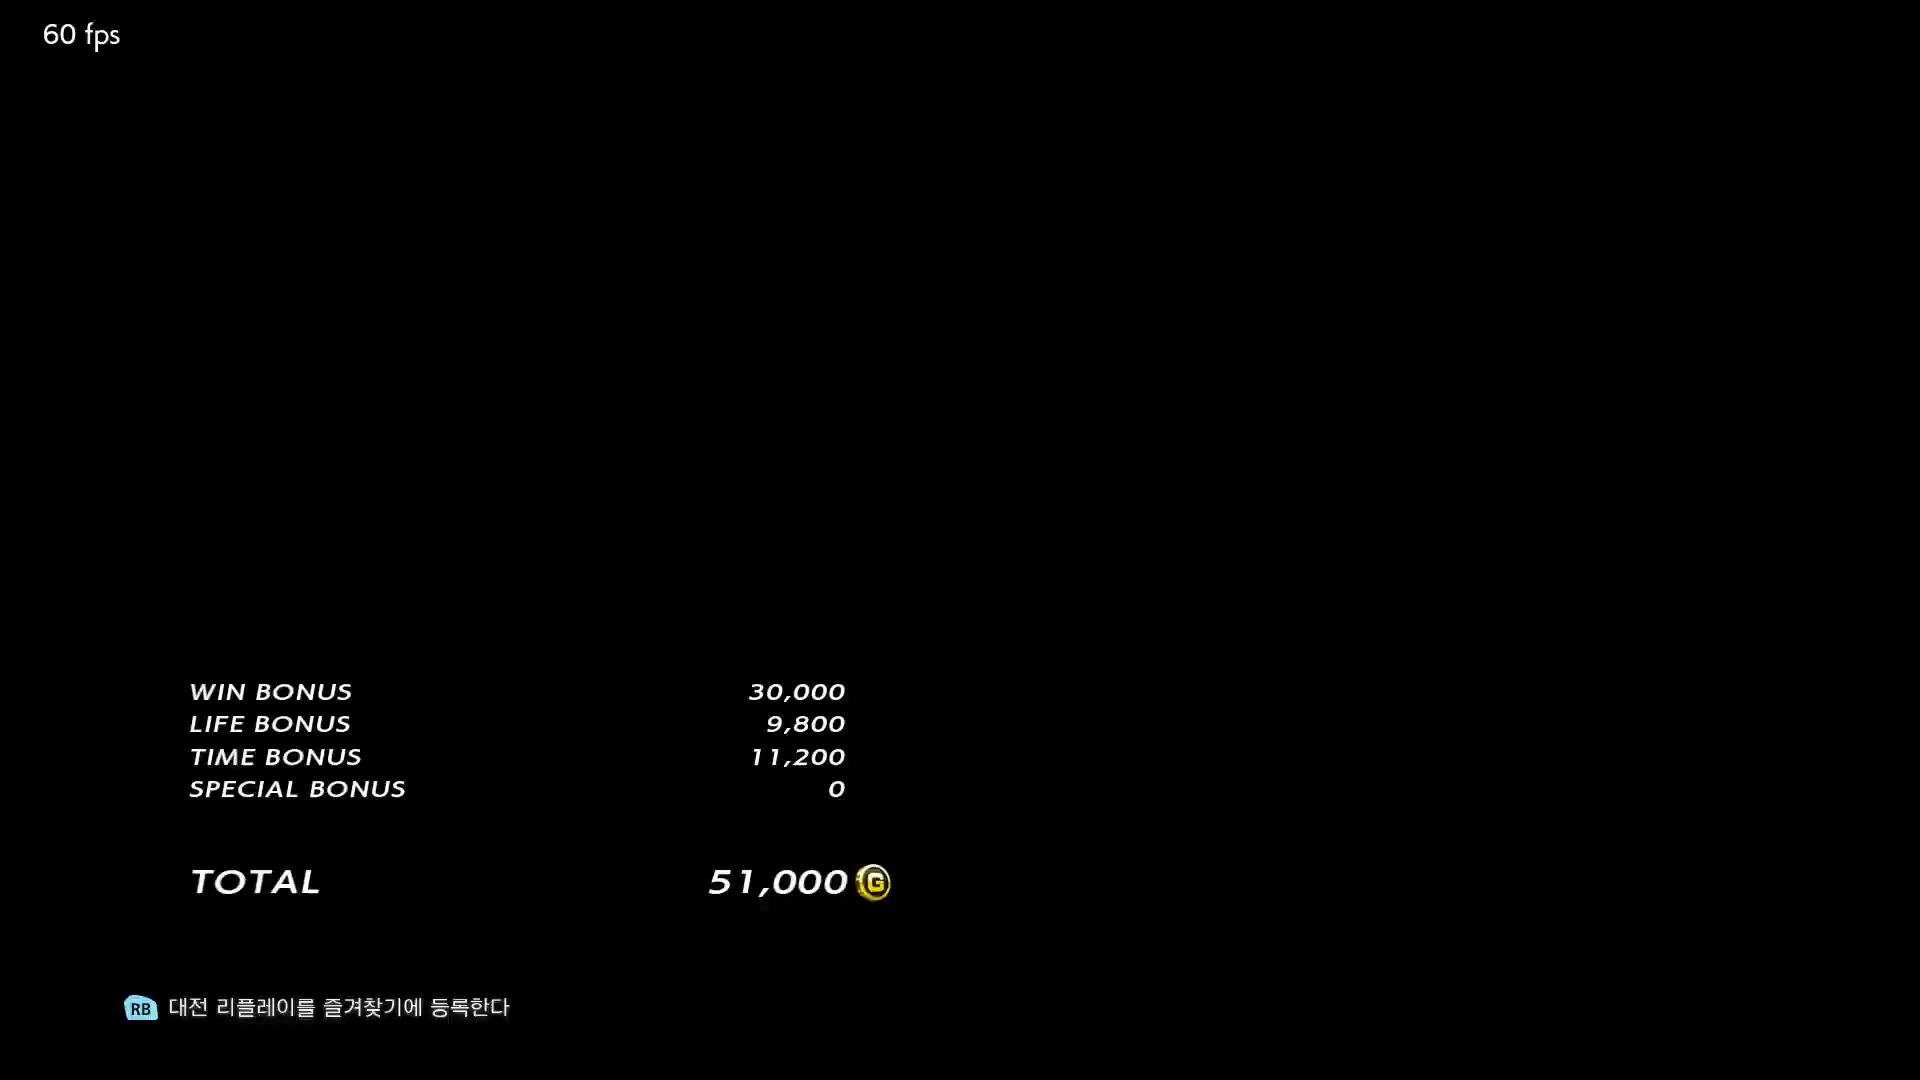 60 fps
WIN BONUS 30,000
LIFE BONUS 9,800
TIME BONUS 11,200
SPECIAL BONUS 0
TOTAL 51,000 G
RB 대전 리플레이를 즐겨찾기에 등록한다